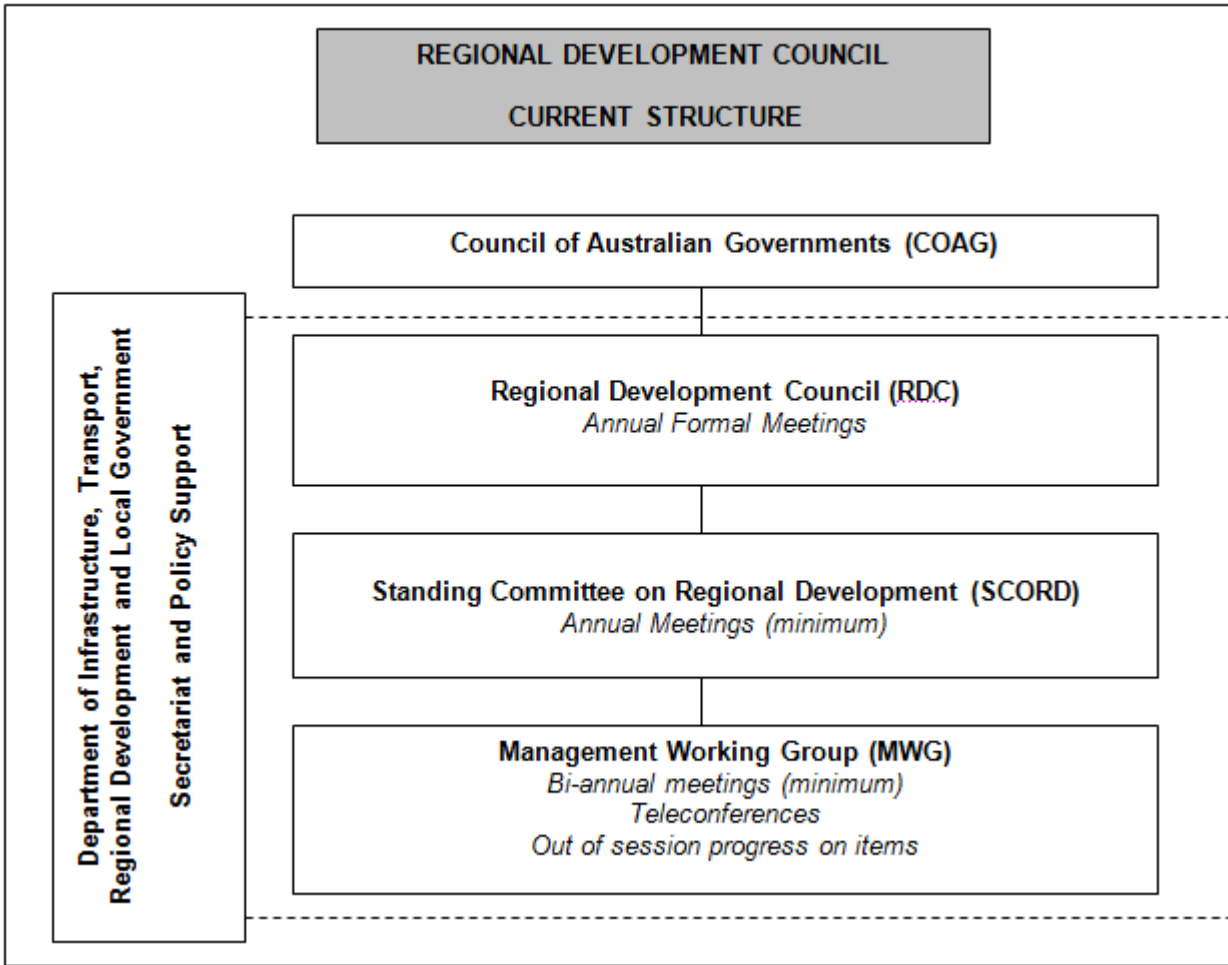 REGIONAL DEVELOPMENT COUNCIL
CURRENT STRUCTURE
Council of Australian Governments (COAG)
Department of Infrastructure, Transport,
Regional Development and Local Government
Secretariat and Policy Support
Regional Development Council (RDC)
Annual Formal Meetings
Standing Committee on Regional Development (SCORD)
Annual Meetings (minimum)
Management Working Group (MWG)
Bi-annual meetings (minimum)
Teleconferences
Out of session progress on items